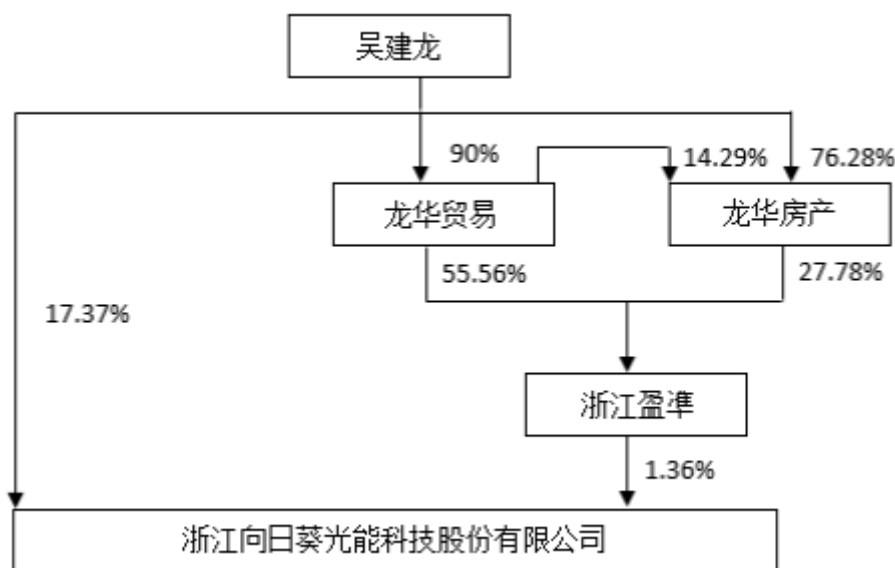 吴建龙
90%
14.29%
76.28%
龙华贸易
龙华房产
55.56%
27.78%
17.37%
浙江盈準
1.36%
浙江向日葵光能科技股份有限公司